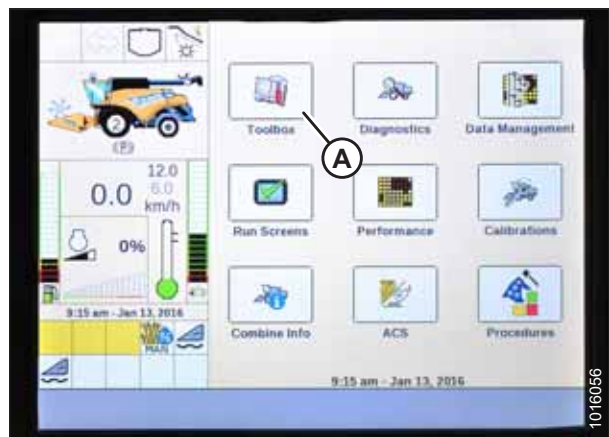 Toolbox
Diagnostics
Data Management
A
2
(P)
12.0
6.0
0.0
km/h
Run Screens
Performance
Calibrations
0%
9:15 am - Jan 13, 2016
MAN
Combine Info
ACS
Procedures
9:15 am - Jan 13, 2016
1016056